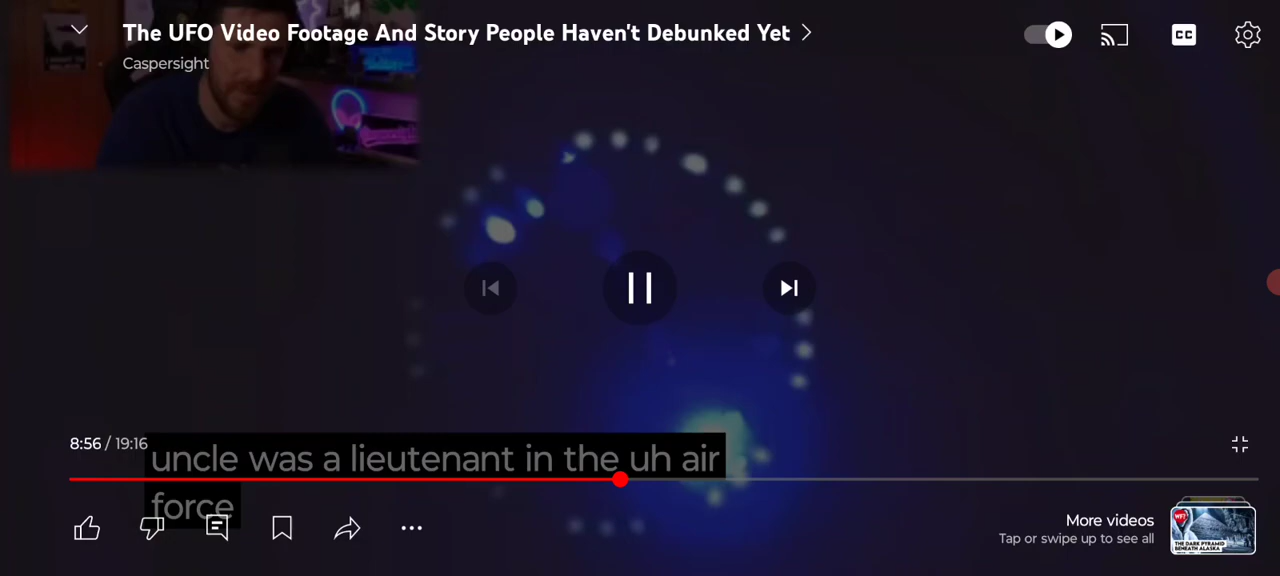 The UFO Video Footage And Story People Haven't Debunked Yet
Caspersight
CC
8:56 / 19:16
uncle was a lieutenant in the uh air
force
More videos
Tap or swipe up to see all
THE DARK PYRAMID
BENEATH ALASKA